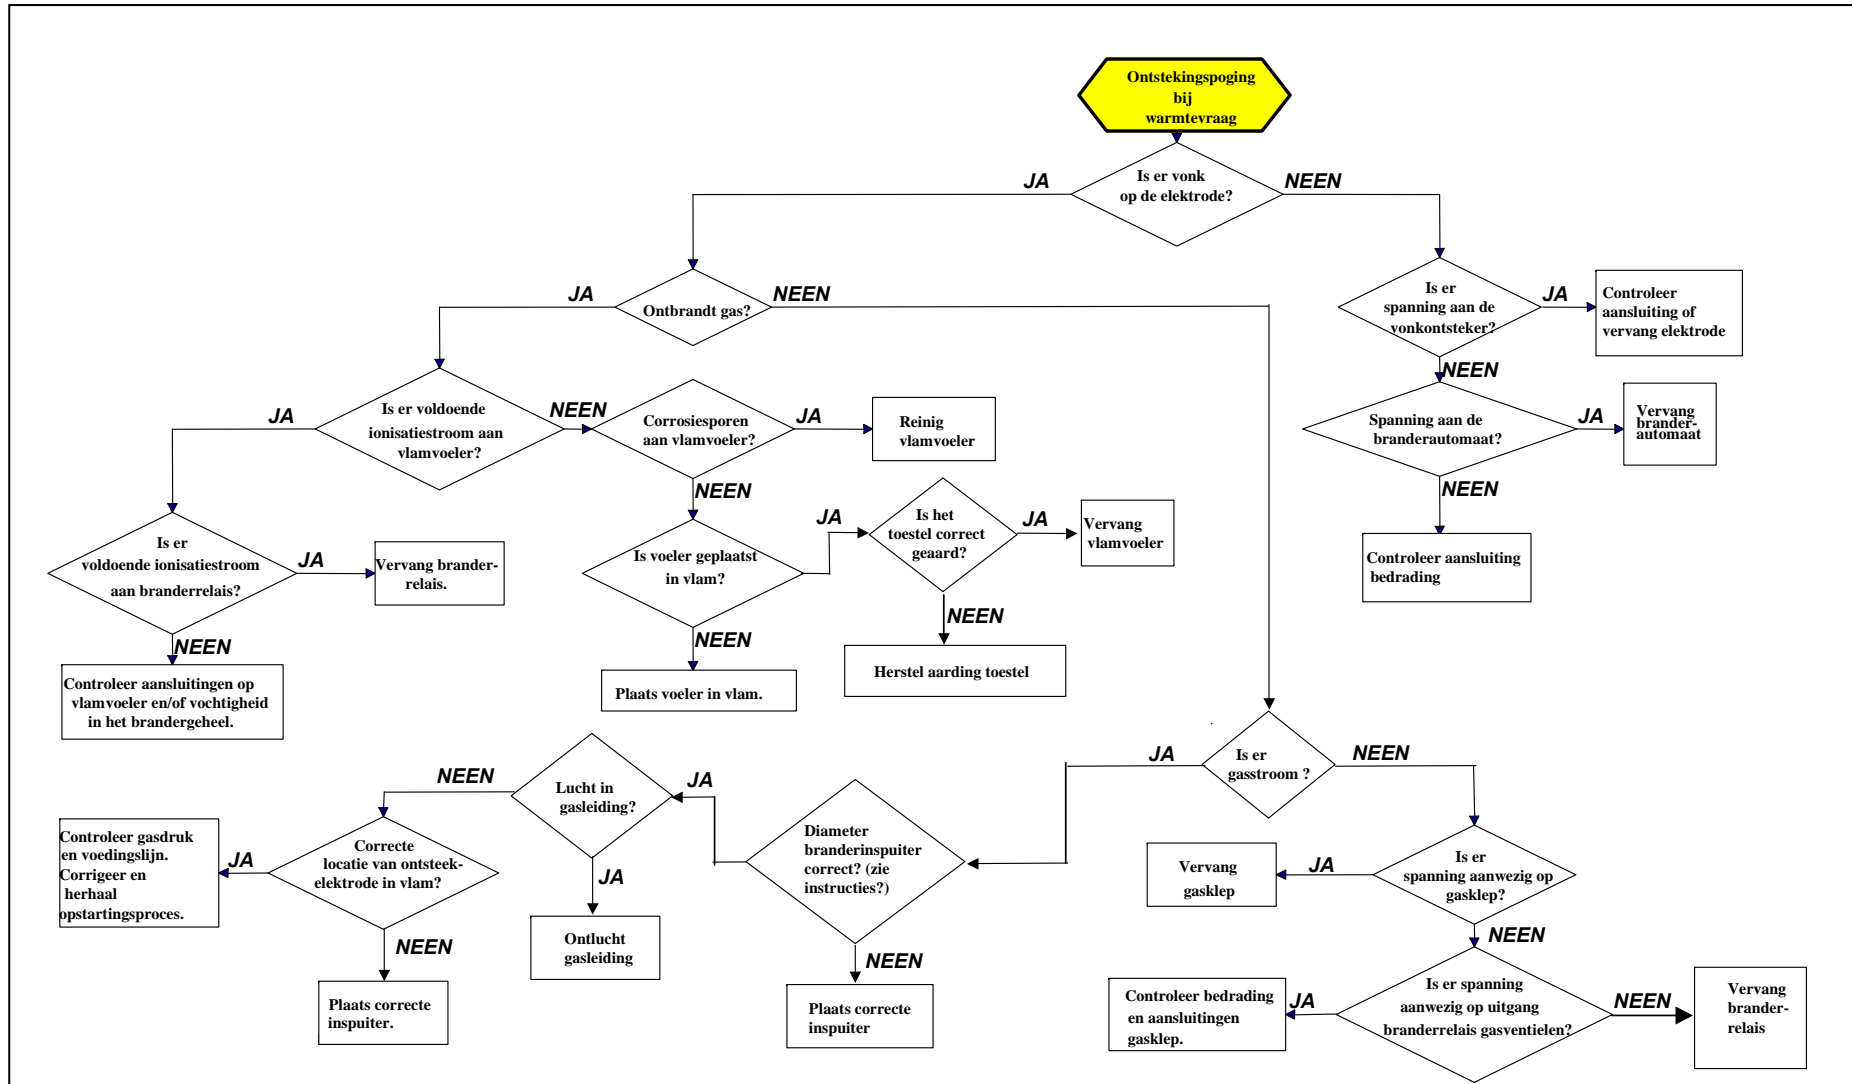 Ontstekingspoging
bij
warmtevraag
Is er vonk
op de elektrode?
JA
NEEN
Ontbrandt gas?
JA
NEEN
Is er
spanning aan de
vonkontsteker?
JA
Controleer
aansluiting of
vervang elektrode
NEEN
Spanning aan de
branderautomaat?
JA
Vervang
brander-
automaat
NEEN
Controleer aansluiting
bedrading
Is er voldoende
ionisatiestroom aan
vlamvoeler?
JA
NEEN
Corrosiesporen
aan vlamvoeler?
JA
Reinig
vlamvoeler
NEEN
Is voeler geplaatst
in vlam?
JA
Is het
toestel correct
geaard?
JA
Vervang
vlamvoeler
NEEN
Herstel aarding toestel
NEEN
Plaats voeler in vlam.
Is er
voldoende ionisatiestroom
aan branderrelais?
JA
Vervang brander-
relais.
NEEN
Controleer aansluitingen op
vlamvoeler en/of vochtigheid
in het brandergeheel.
Is er
gasstroom ?
JA
NEEN
Diameter
branderinspuiter
correct? (zie
instructies?)
JA
NEEN
Plaats correcte
inspuiter
Lucht in
gasleiding?
NEEN
JA
Ontlucht
gasleiding
Correcte
locatie van ontsteek-
elektrode in vlam?
JA
Controleer gasdruk
en voedingslijn.
Corrigeer en
herhaal
opstartingsproces.
NEEN
Plaats correcte
inspuiter.
Is er
spanning aanwezig op
gasklep?
JA
Vervang
gasklep
NEEN
Is er spanning
aanwezig op uitgang
branderrelais gasventielen?
JA
Controleer bedrading
en aansluitingen
gasklep.
NEEN
Vervang
brander-
relais